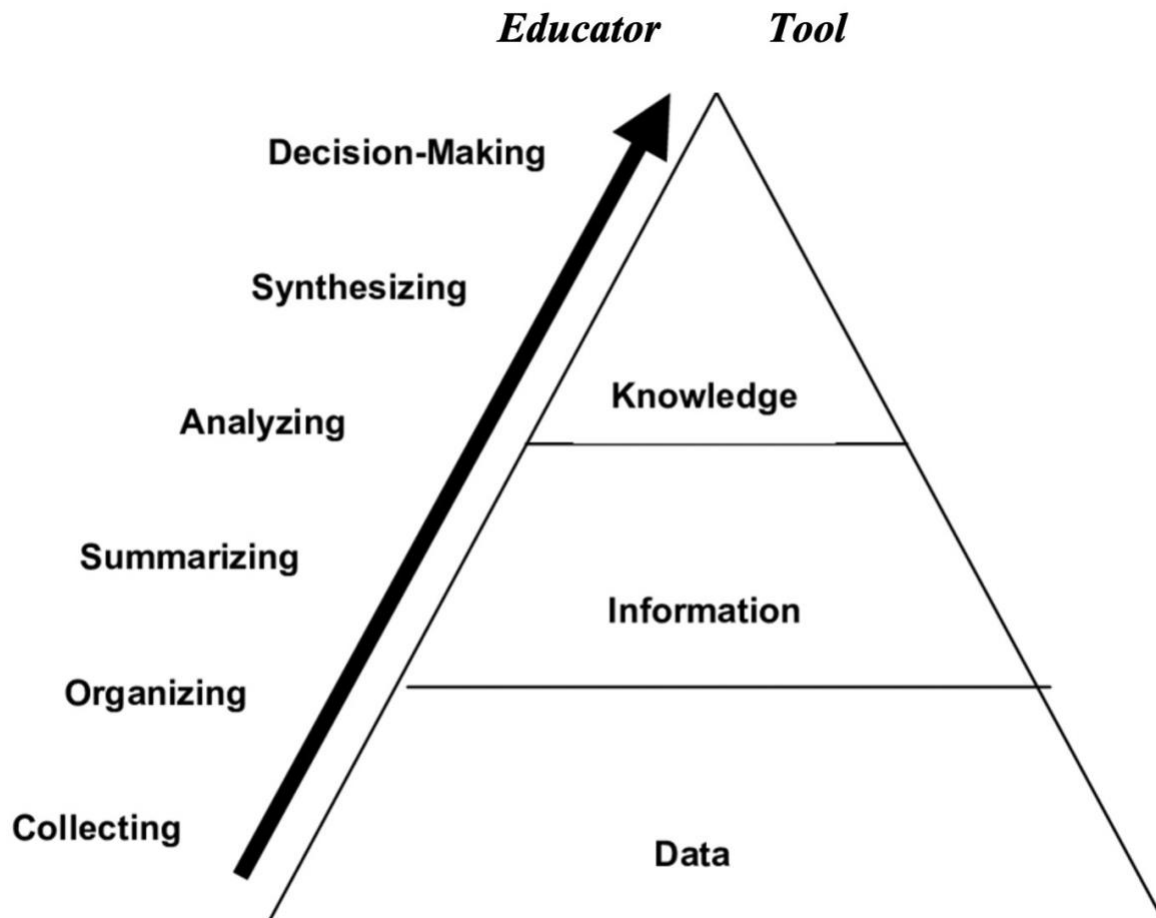 Educator Tool
Decision-Making
Synthesizing
Knowledge
Analyzing
Summarizing
Information
Organizing
Collecting
Data